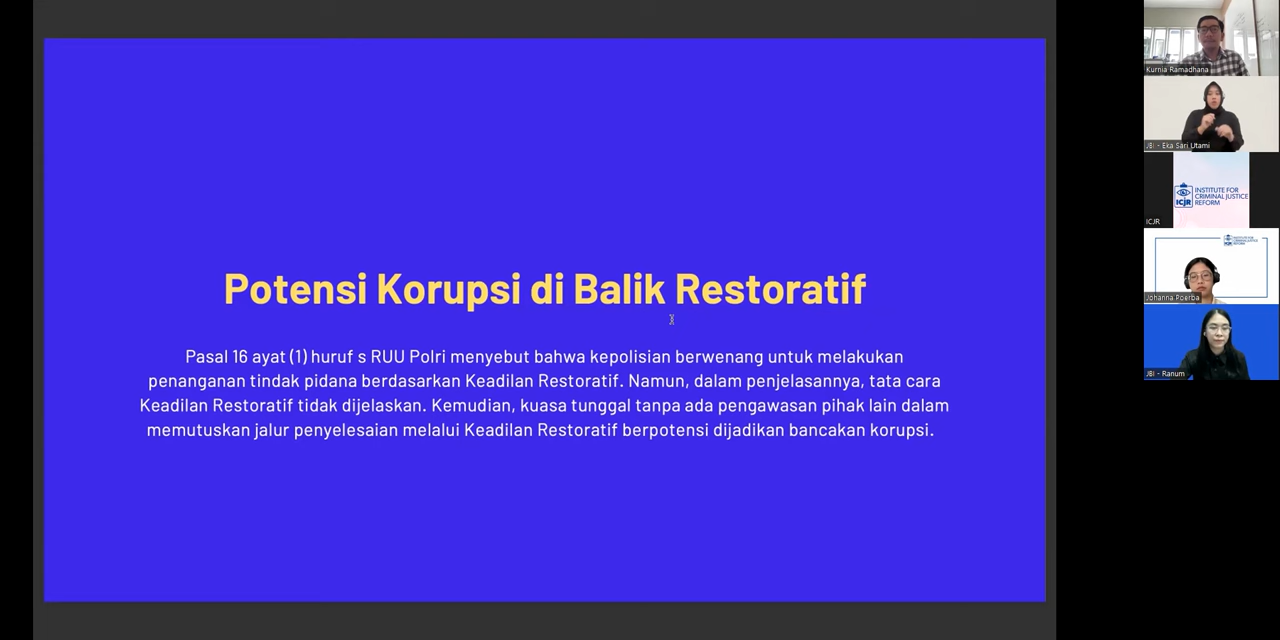 Potensi Korupsi di Balik Restoratif
Pasal 16 ayat (1) huruf s RUU Polri menyebut bahwa kepolisian berwenang untuk melakukan
penanganan tindak pidana berdasarkan Keadilan Restoratif. Namun, dalam penjelasannya, tata cara
Keadilan Restoratif tidak dijelaskan. Kemudian, kuasa tunggal tanpa ada pengawasan pihak lain dalam
memutuskan jalur penyelesaian melalui Keadilan Restoratif berpotensi dijadikan bancakan korupsi.
Kurnia Ramadhana
JBI - Eka Sari Utami
ICJR
INSTITUTE FOR
CRIMINAL JUSTICE
REFORM
ICJR
Johanna Poerba
JBI - Ranum